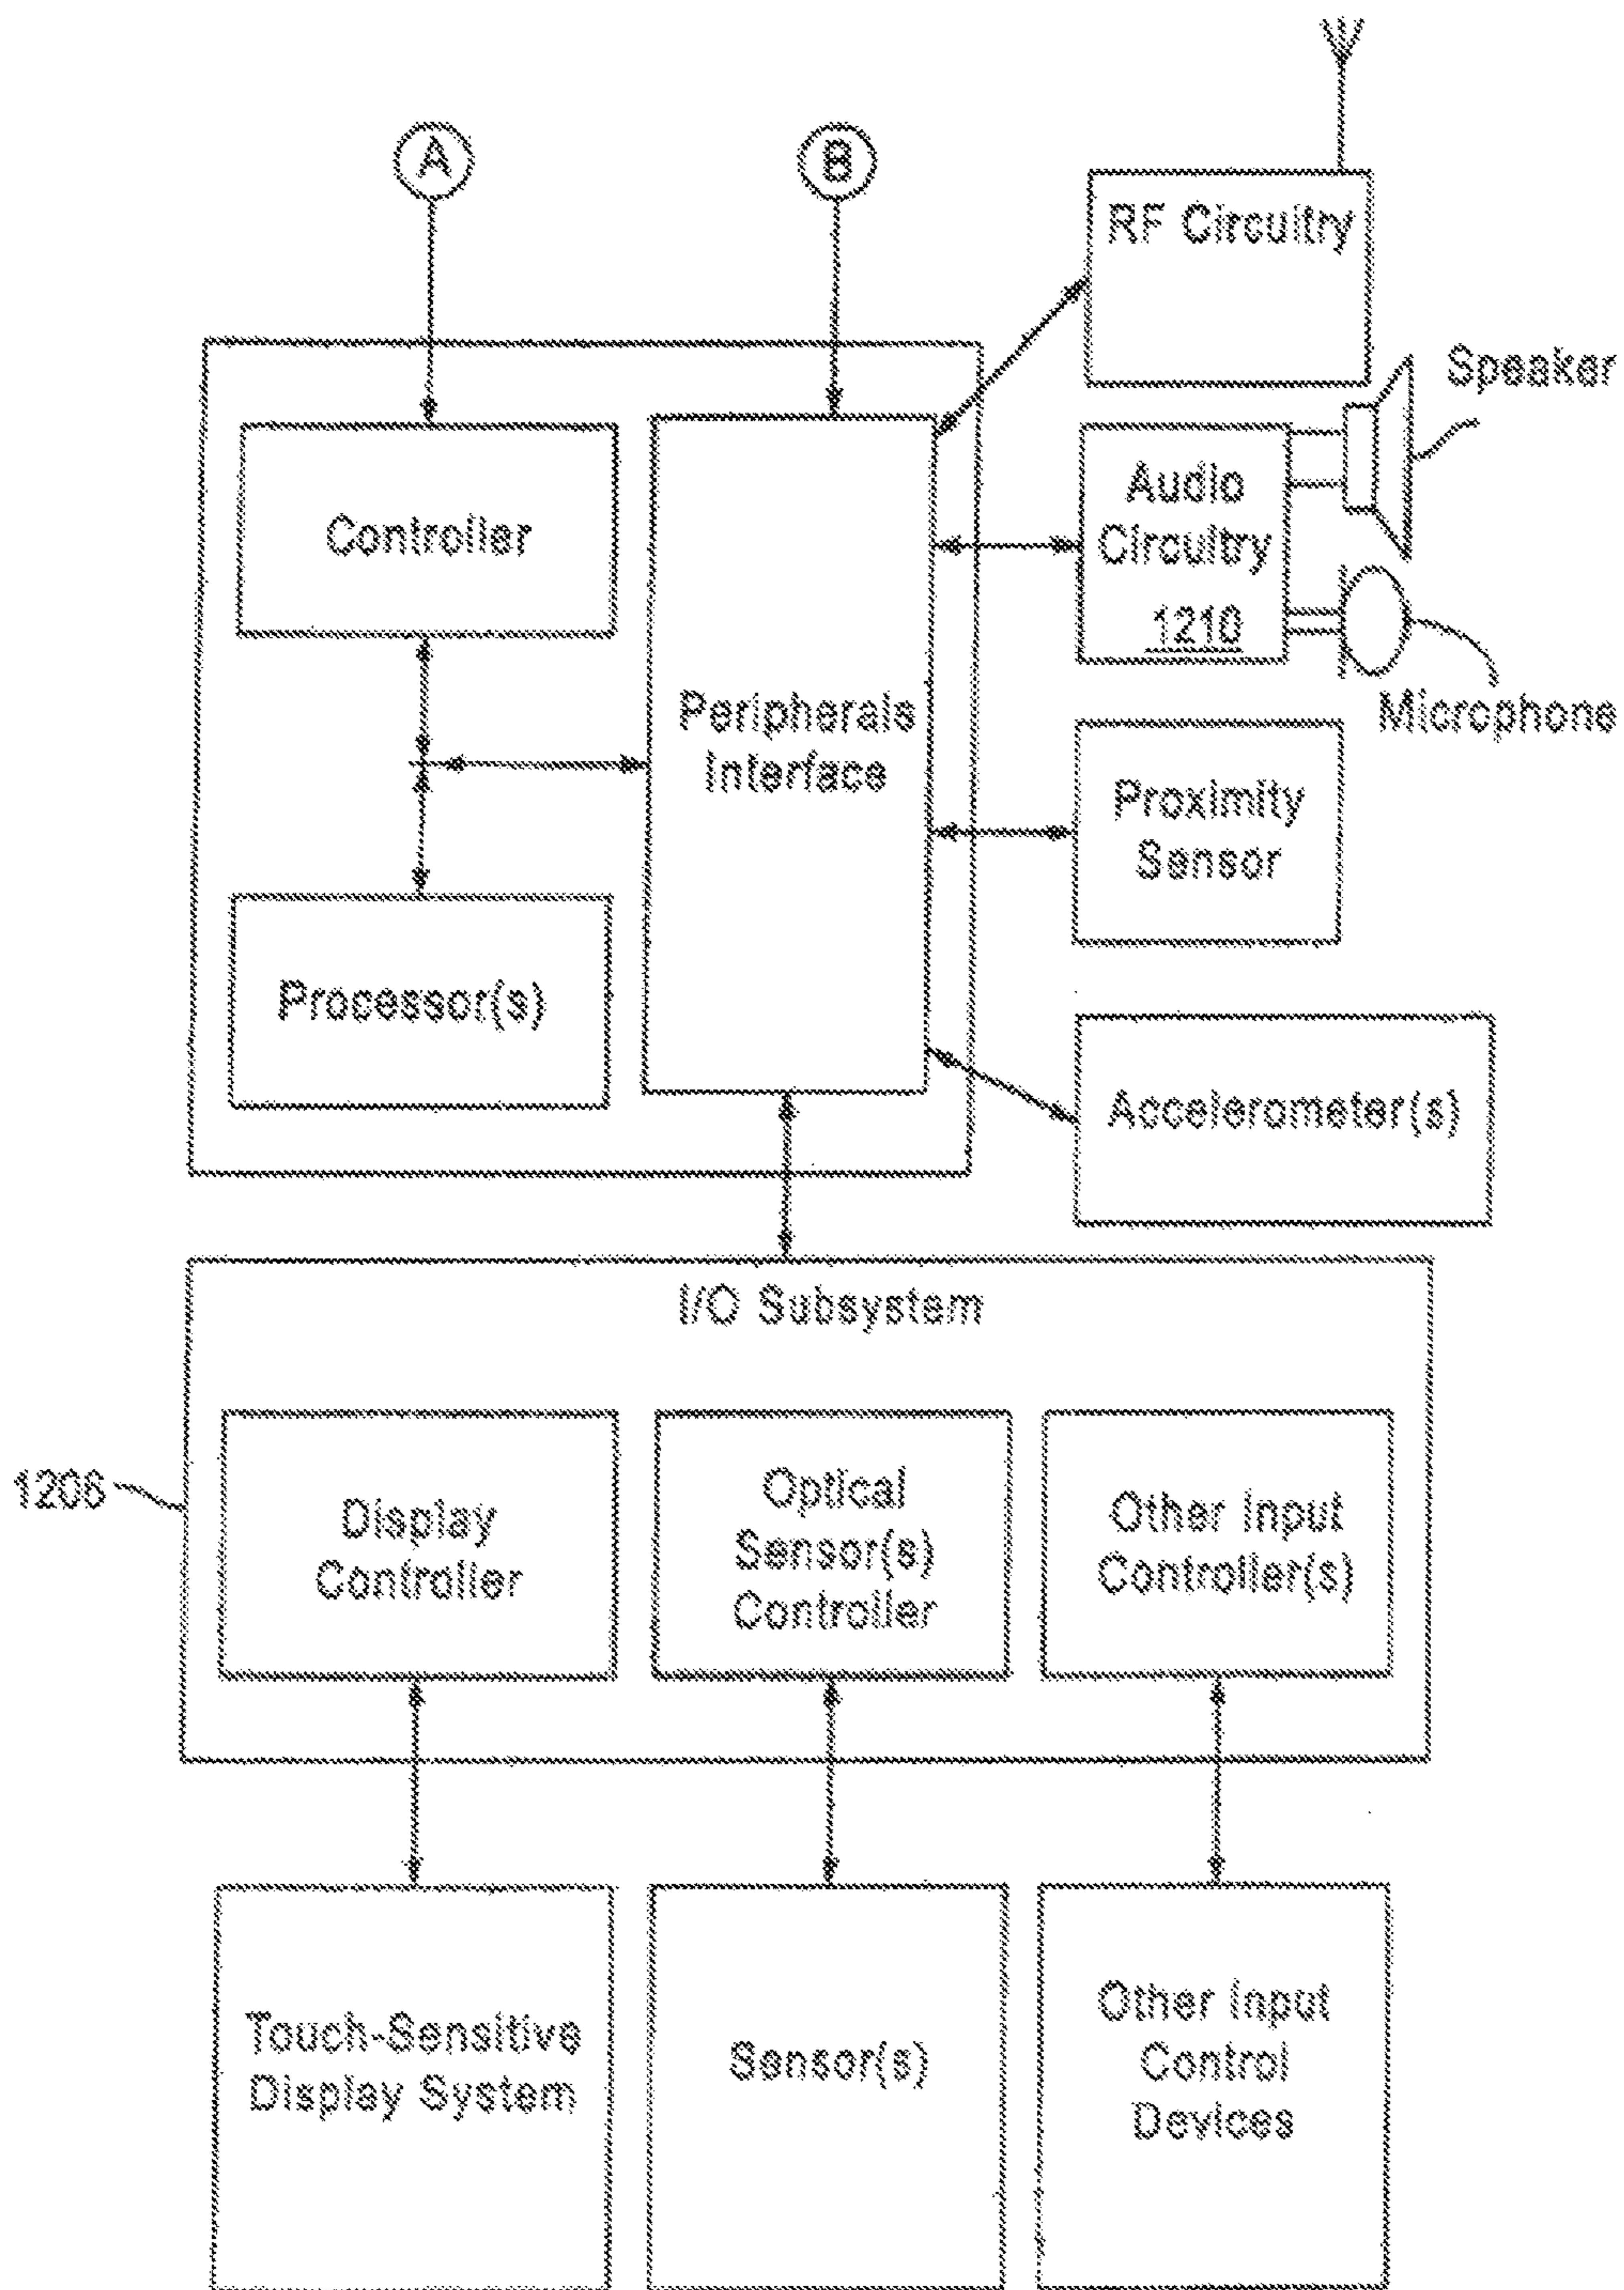 A
B
RF Circuitry
Speaker
Controller
Audio
Circuitry
1210
Microphone
Peripherals
Interface
Proximity
Sensor
Processor(s)
Accelerometer(s)
I/O Subsystem
1206
Display
Controller
Optical
Sensor(s)
Controller
Other Input
Controller(s)
Touch-Sensitive
Display System
Sensor(s)
Other Input
Control
Devices